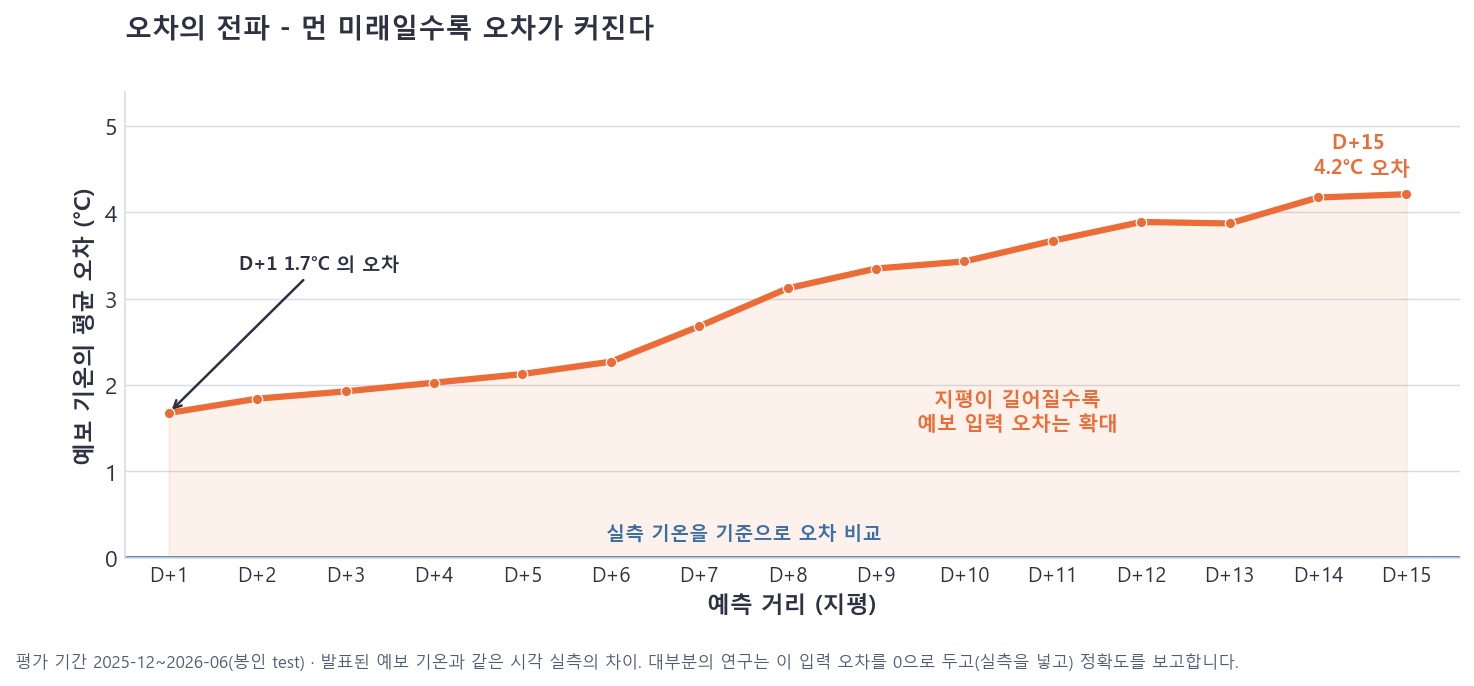 오차의 전파 - 먼 미래일수록 오차가 커진다
예보 기온의 평균 오차 (℃)
5
4
3
2
1
0
D+15
4.2℃ 오차
D+1 1.7℃ 의 오차
지평이 길어질수록
예보 입력 오차는 확대
실측 기온을 기준으로 오차 비교
D+1 D+2 D+3 D+4 D+5 D+6 D+7 D+8 D+9 D+10 D+11 D+12 D+13 D+14 D+15
예측 거리 (지평)
평가 기간 2025-12~2026-06(봉인 test) · 발표된 예보 기온과 같은 시각 실측의 차이. 대부분의 연구는 이 입력 오차를 0으로 두고(실측을 넣고) 정확도를 보고합니다.